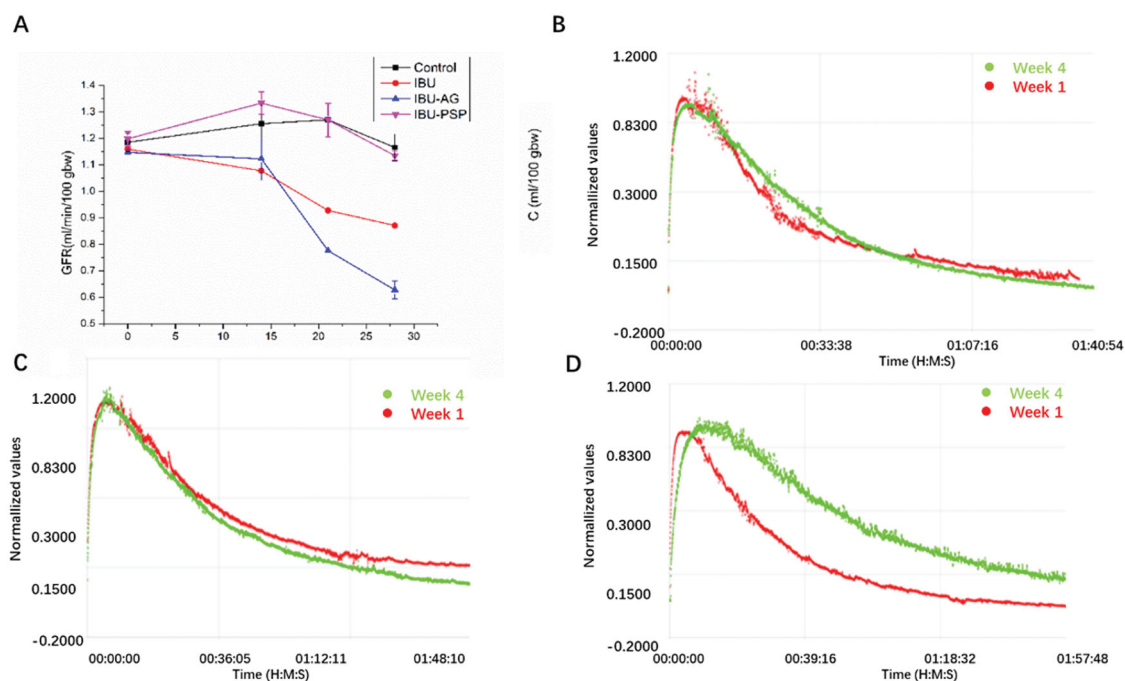 A
GFR(ml/min/100 gbw)
1.4
1.3
1.2
1.1
1.0
0.9
0.8
0.7
0.6
0.5
0 5 10 15 20 25 30
Control
IBU
IBU-AG
IBU-PSP
C (ml/100 gbw)
B
Normallized values
1.2000
0.8300
0.3000
0.1500
-0.2000
Week 4
Week 1
00:00:00 00:33:38 01:07:16 01:40:54
Time (H:M:S)
C
Normallized values
1.2000
0.8300
0.3000
0.1500
-0.2000
Week 4
Week 1
00:00:00 00:36:05 01:12:11 01:48:10
Time (H:M:S)
D
Normallized values
1.2000
0.8300
0.3000
0.1500
-0.2000
Week 4
Week 1
00:00:00 00:39:16 01:18:32 01:57:48
Time (H:M:S)